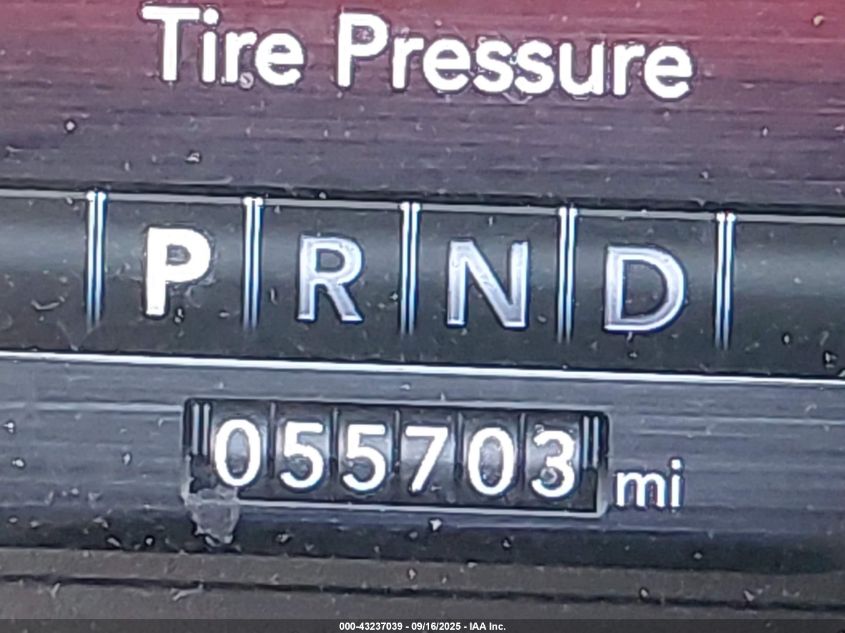 Tire Pressure
P R N D
055703 mi
000-43237039 - 09/16/2025 - IAA Inc.